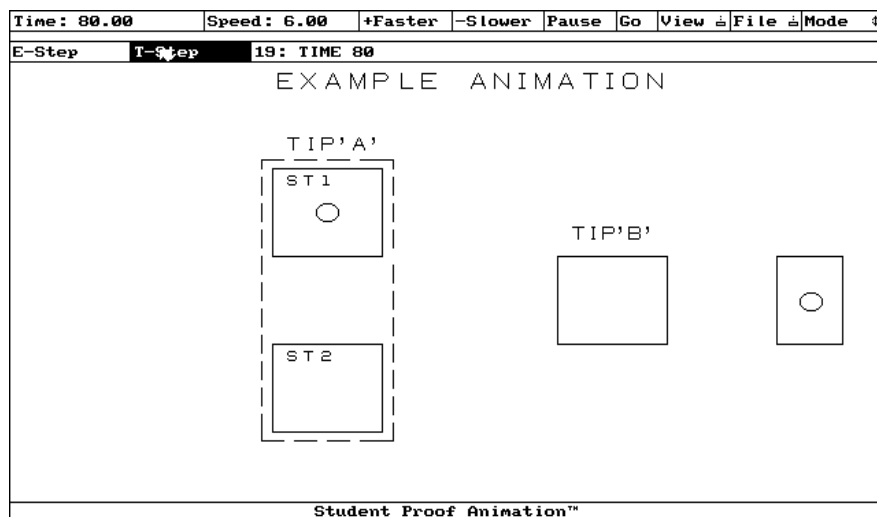 Time: 80.00 Speed: 6.00 +Faster -Slower Pause Go View File Mode
E-Step T-Step 19: TIME 80
EXAMPLE ANIMATION
TIP'A'
ST1
TIP'B'
ST2
Student Proof Animation™